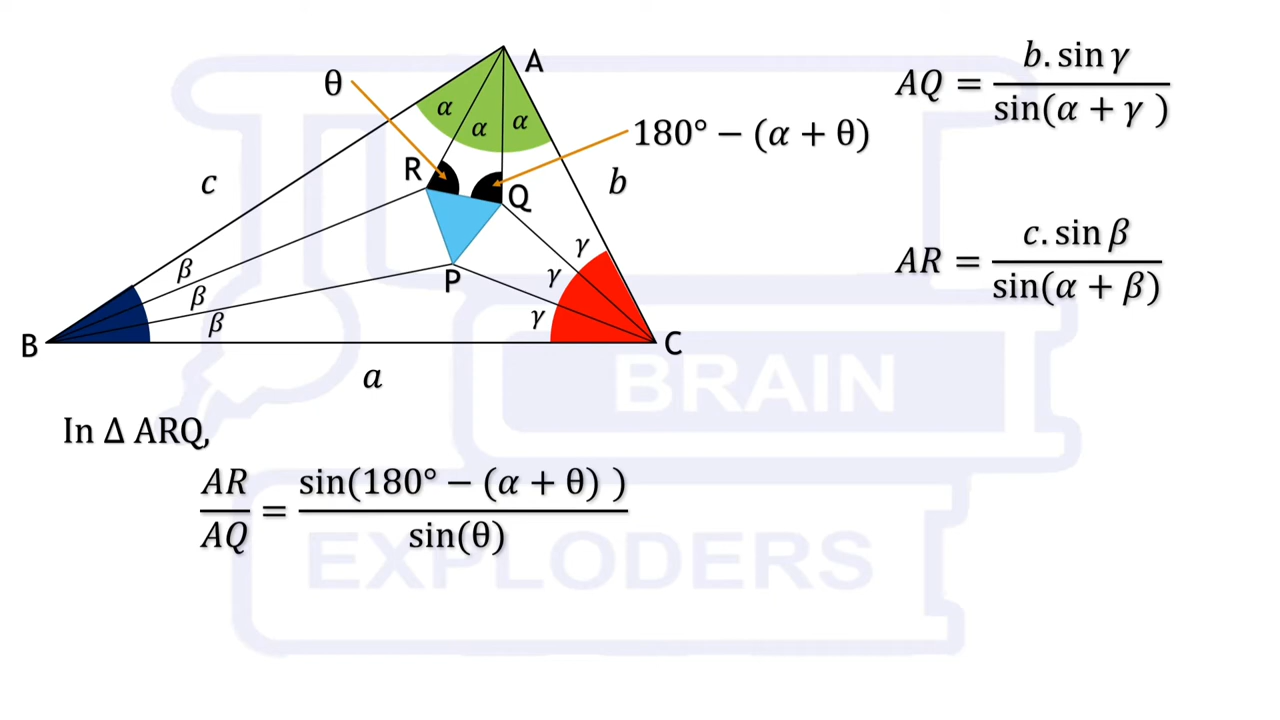 A
θ
α
α
α
180° − (α + θ)
R
Q
c
b
P
β
β
β
γ
γ
γ
B
C
a
AQ = b. sin γ / sin(α + γ )
AR = c. sin β / sin(α + β)
In Δ ARQ,
AR / AQ = sin(180° − (α + θ) ) / sin(θ)
BRAIN
EXPLODERS